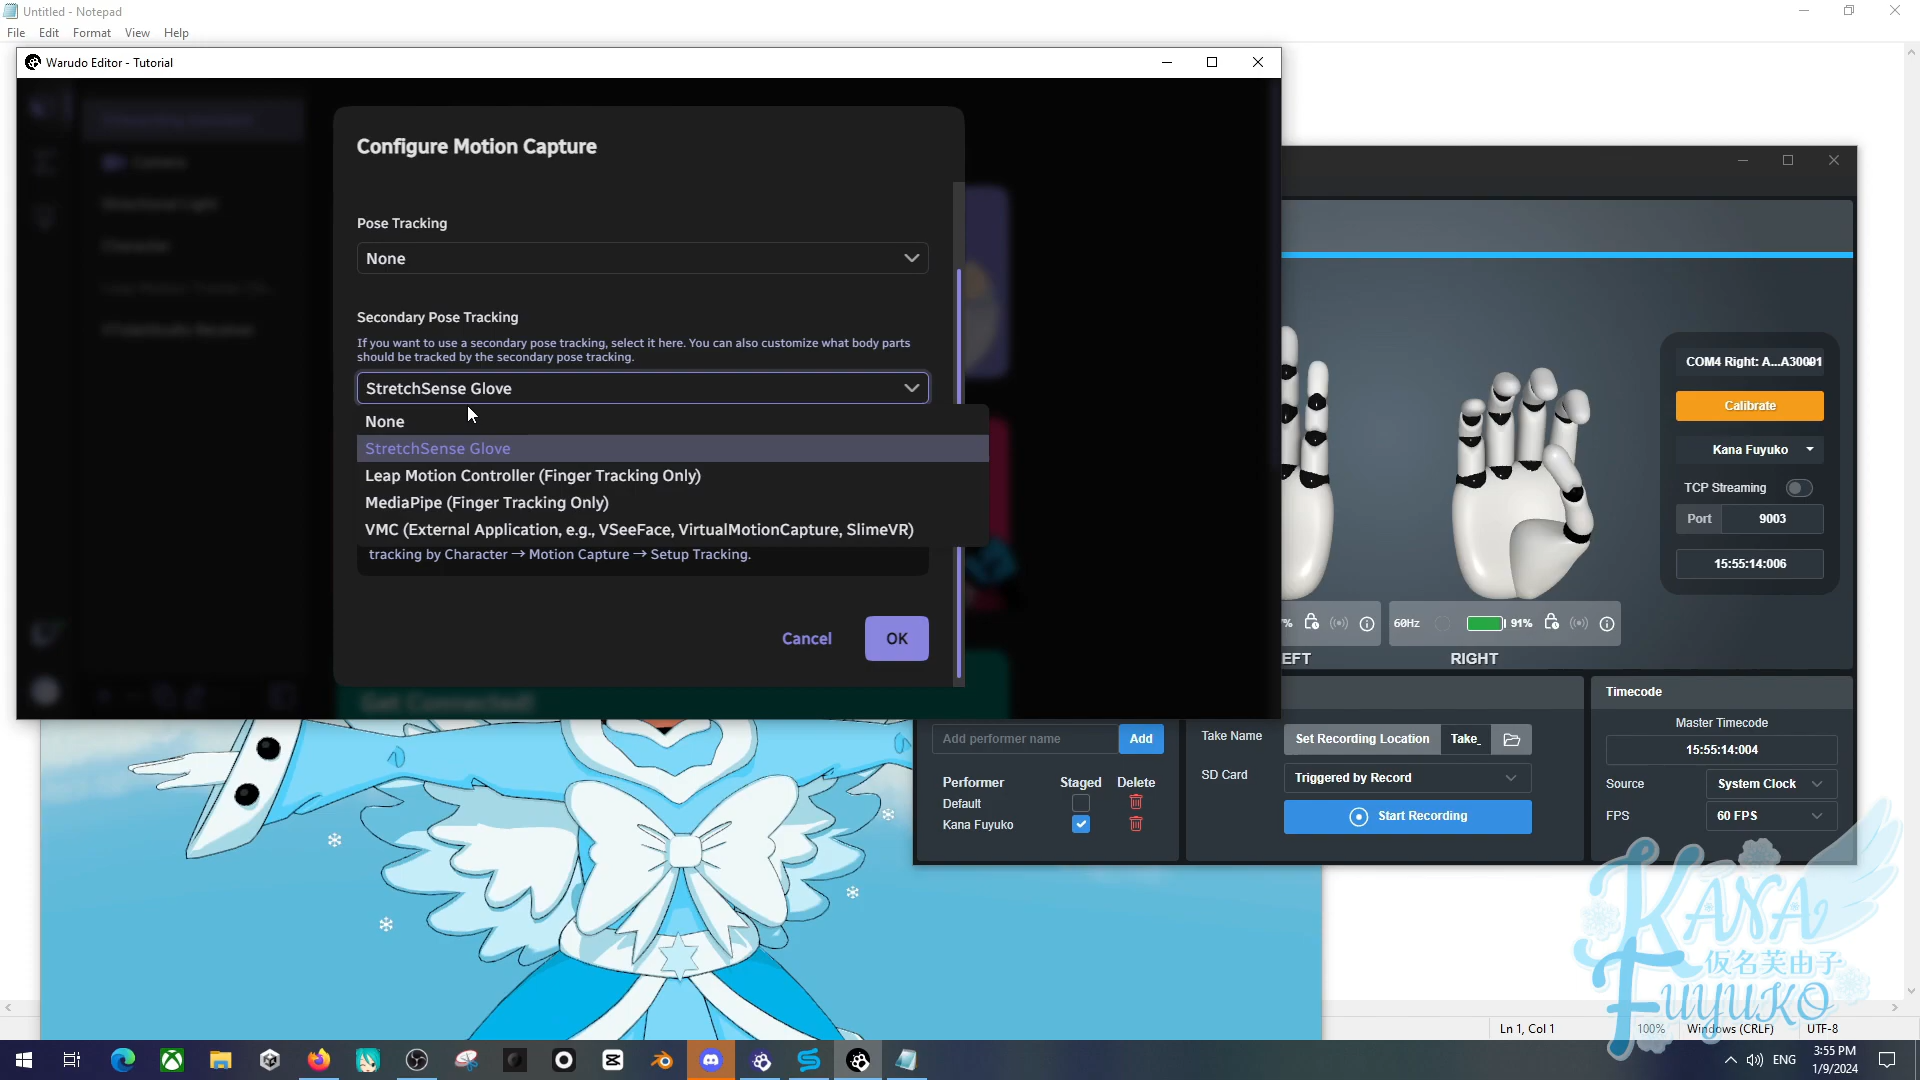 Untitled - Notepad
File Edit Format View Help
Warudo Editor - Tutorial
Configure Motion Capture
Pose Tracking
None
Secondary Pose Tracking
If you want to use a secondary pose tracking, select it here. You can also customize what body parts
should be tracked by the secondary pose tracking.
StretchSense Glove
None
StretchSense Glove
Leap Motion Controller (Finger Tracking Only)
MediaPipe (Finger Tracking Only)
VMC (External Application, e.g., VSeeFace, VirtualMotionCapture, SlimeVR)
tracking by Character → Motion Capture → Setup Tracking.
Cancel OK
Get Connected!
COM4 Right: A...A30091
Calibrate
Kana Fuyuko
TCP Streaming
Port 9003
15:55:14:006
% 60Hz 91%
EFT RIGHT
Add performer name Add
Performer Staged Delete
Default
Kana Fuyuko
Take Name Set Recording Location Take_
SD Card Triggered by Record
Start Recording
Timecode
Master Timecode
15:55:14:004
Source System Clock
FPS 60 FPS
KANA
仮名芙由子
FUYUKO
Ln 1, Col 1 100% Windows (CRLF) UTF-8
ENG 3:55 PM
1/9/2024